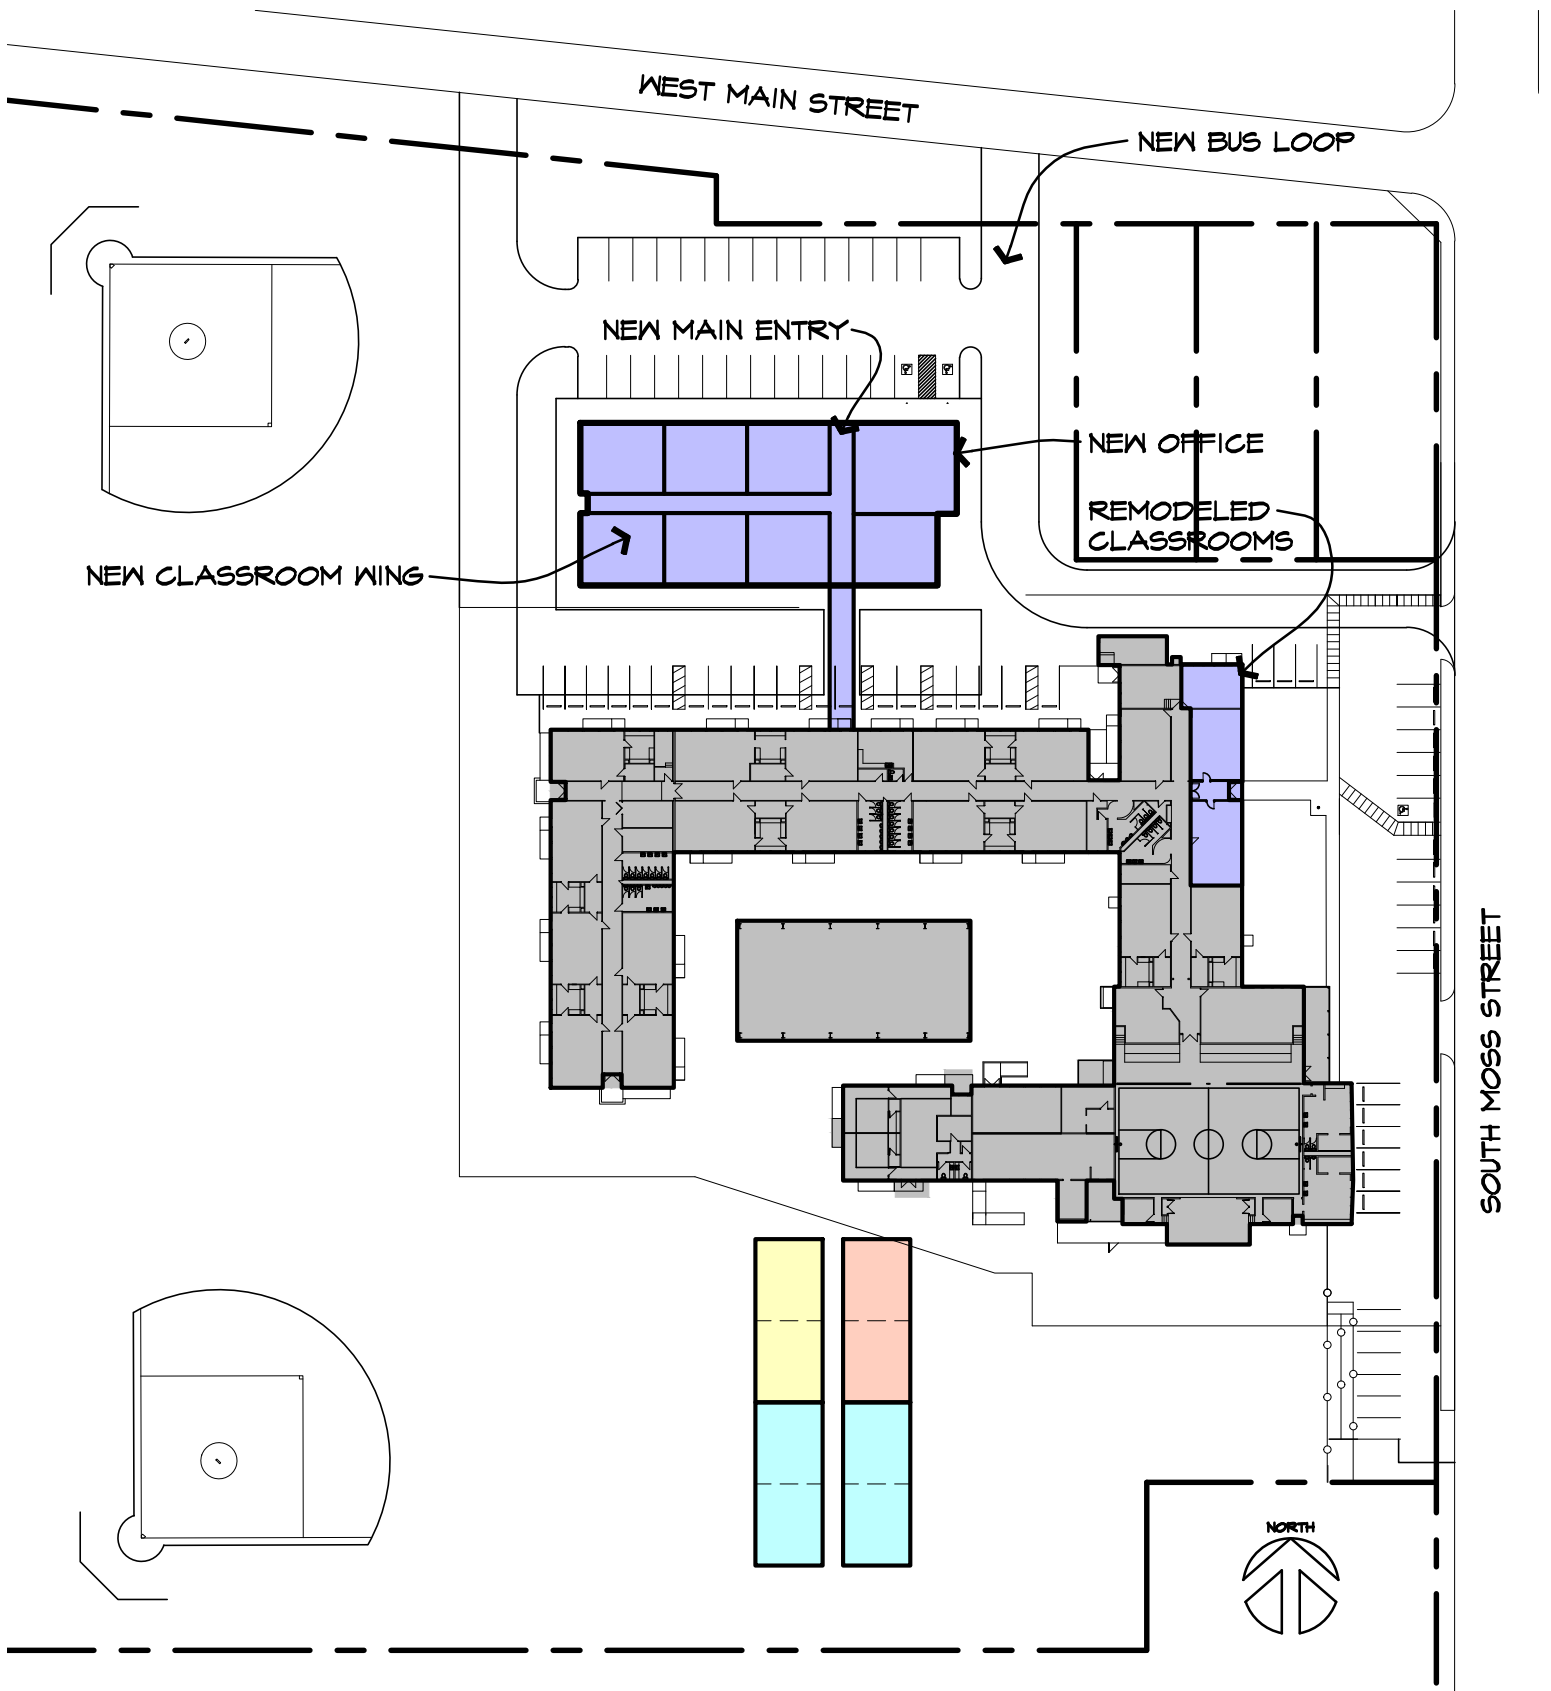 WEST MAIN STREET
NEW BUS LOOP
NEW MAIN ENTRY
NEW OFFICE
REMODELED
CLASSROOMS
NEW CLASSROOM WING
SOUTH MOSS STREET
NORTH